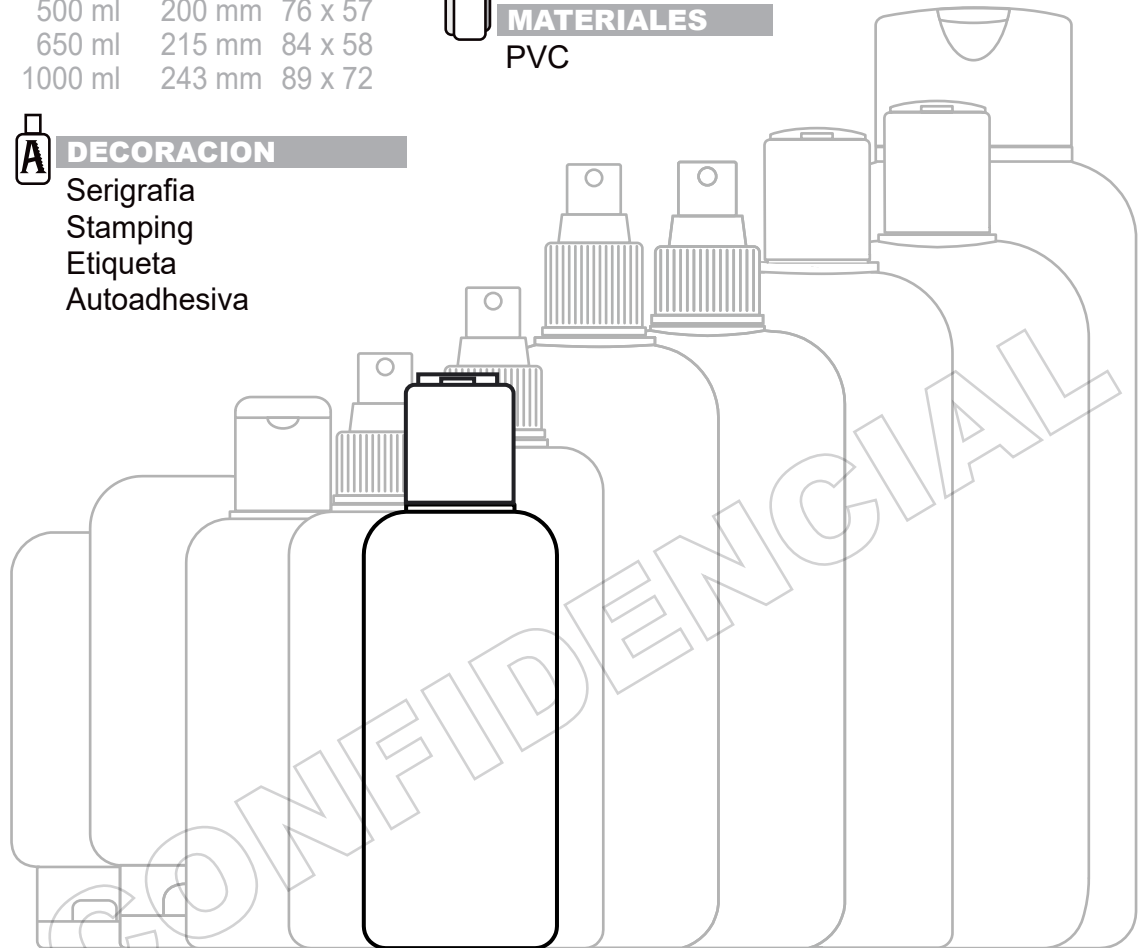 500 ml 200 mm 76 x 57
650 ml 215 mm 84 x 58
1000 ml 243 mm 89 x 72
MATERIALES
PVC
A DECORACION
Serigrafia
Stamping
Etiqueta
Autoadhesiva
CONFIDENCIAL